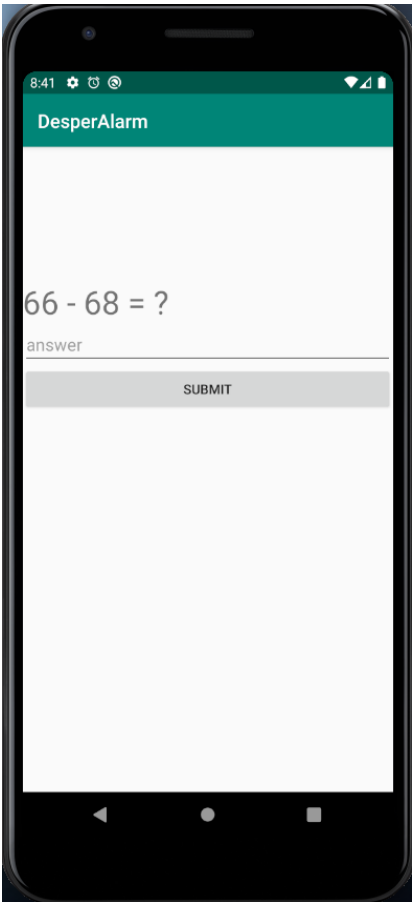 8:41
DesperAlarm
66 - 68 = ?
answer
SUBMIT